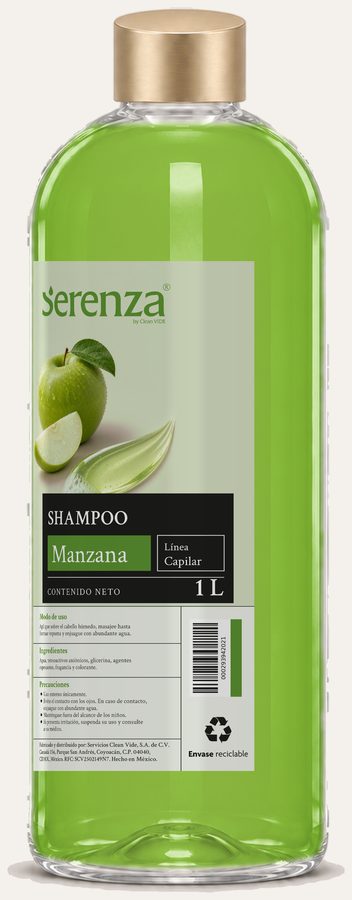 Serenza®
by Clean VIDE
SHAMPOO
Manzana
Línea
Capilar
CONTENIDO NETO
1 L
Modo de uso
sobre el cabello húmedo, masajee hasta
formar espuma y enjuague con abundante agua.
Ingredientes
Agua, tensoactivos aniónicos, glicerina, agentes
fragancia y colorante.
Precauciones
• Uso externo únicamente.
• Evite el contacto con los ojos. En caso de contacto,
enjuague con abundante agua.
• Manténgase fuera del alcance de los niños.
• Si presenta irritación, suspenda su uso y consulte
a su médico.
000293942021
Envase reciclable
Fabricado y distribuido por: Servicios Clean Vide, S.A. de C.V.
Parque San Andrés, Coyoacán, C.P. 04040,
CDMX, México. RFC: SCV2502149N7. Hecho en México.